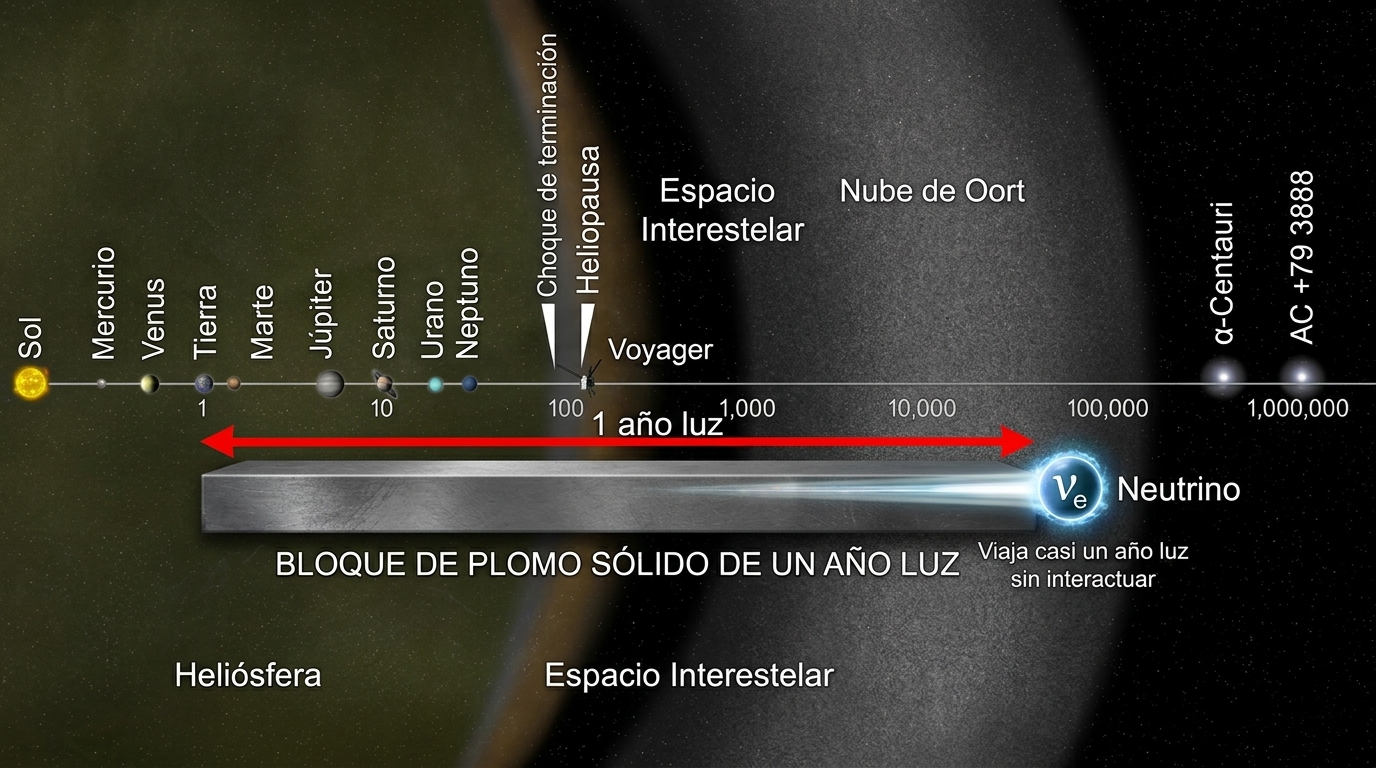 Choque de terminación
Heliopausa
Espacio
Interestelar
Nube de Oort
α-Centauri
AC +79 3888
Sol
Mercurio
Venus
Tierra
Marte
Júpiter
Saturno
Urano
Neptuno
Voyager
1
10
100
1,000
10,000
100,000
1,000,000
1 año luz
νe
Neutrino
BLOQUE DE PLOMO SÓLIDO DE UN AÑO LUZ
Viaja casi un año luz
sin interactuar
Heliósfera
Espacio Interestelar